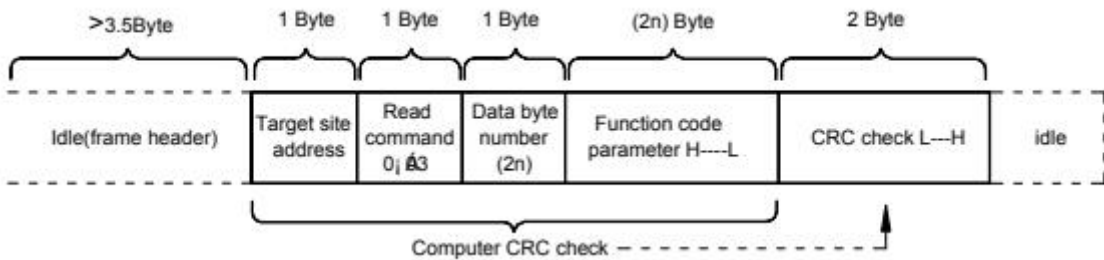 >3.5Byte
1 Byte
1 Byte
1 Byte
(2n) Byte
2 Byte
Idle(frame header)
Target site
address
Read
command
Data byte
number
(2n)
Function code
parameter H----L
CRC check L---H
idle
Computer CRC check